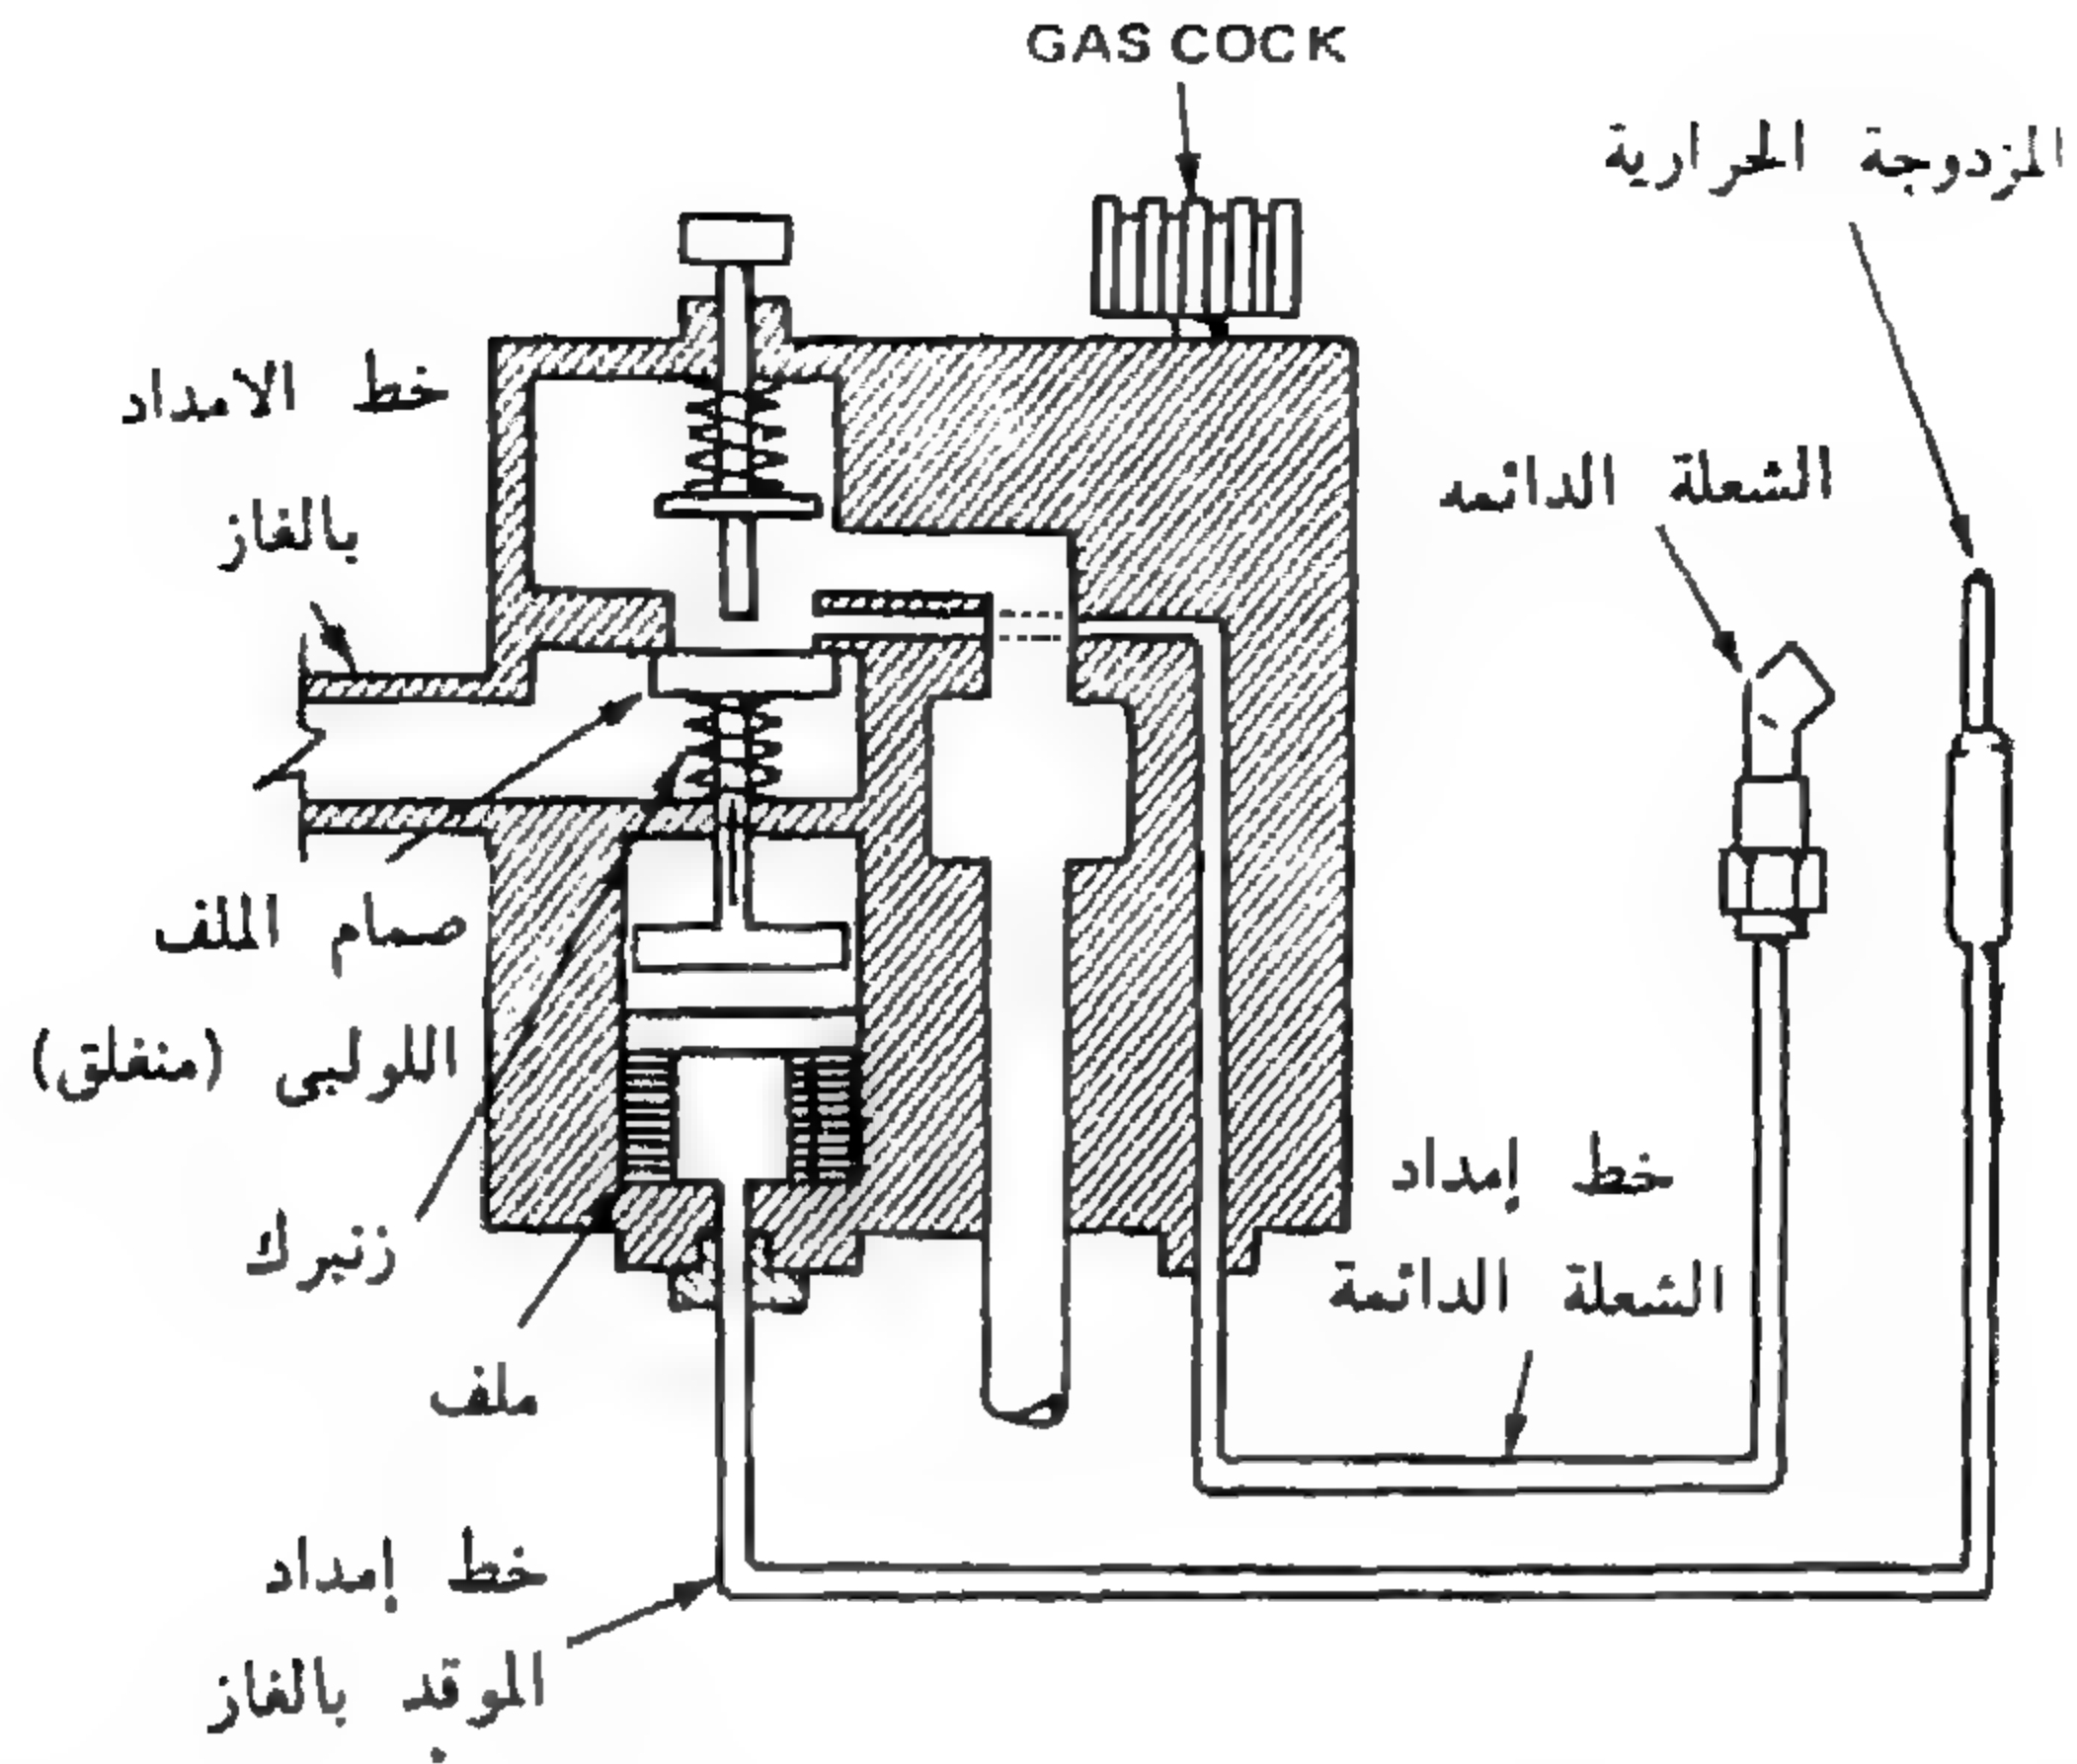 GAS COCK
المزدوجة الحرارية
خط الامداد
بالغاز
الشعلة الدائمه
صمام الملف
اللولبى (منغلق)
زنبرك
ملف
خط إمداد
الشعلة الدائمة
خط إمداد
الموقد بالغاز